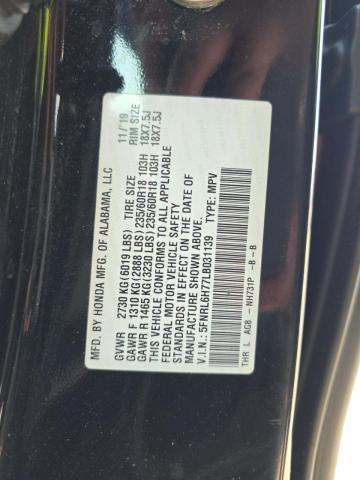 MFD. BY HONDA MFG. OF ALABAMA, LLC 11/'19
GVWR 2730 KG(6019 LBS) TIRE SIZE RIM SIZE
GAWR F 1310 KG(2888 LBS)235/60R18 103H 18X7.5J
GAWR R 1465 KG(3230 LBS)235/60R18 103H 18X7.5J
THIS VEHICLE CONFORMS TO ALL APPLICABLE
FEDERAL MOTOR VEHICLE SAFETY
STANDARDS IN EFFECT ON THE DATE OF
MANUFACTURE SHOWN ABOVE.
V.I.N.: 5FNRL6H77LB031139 TYPE: MPV
THR L AG8 - NH731P -B -B